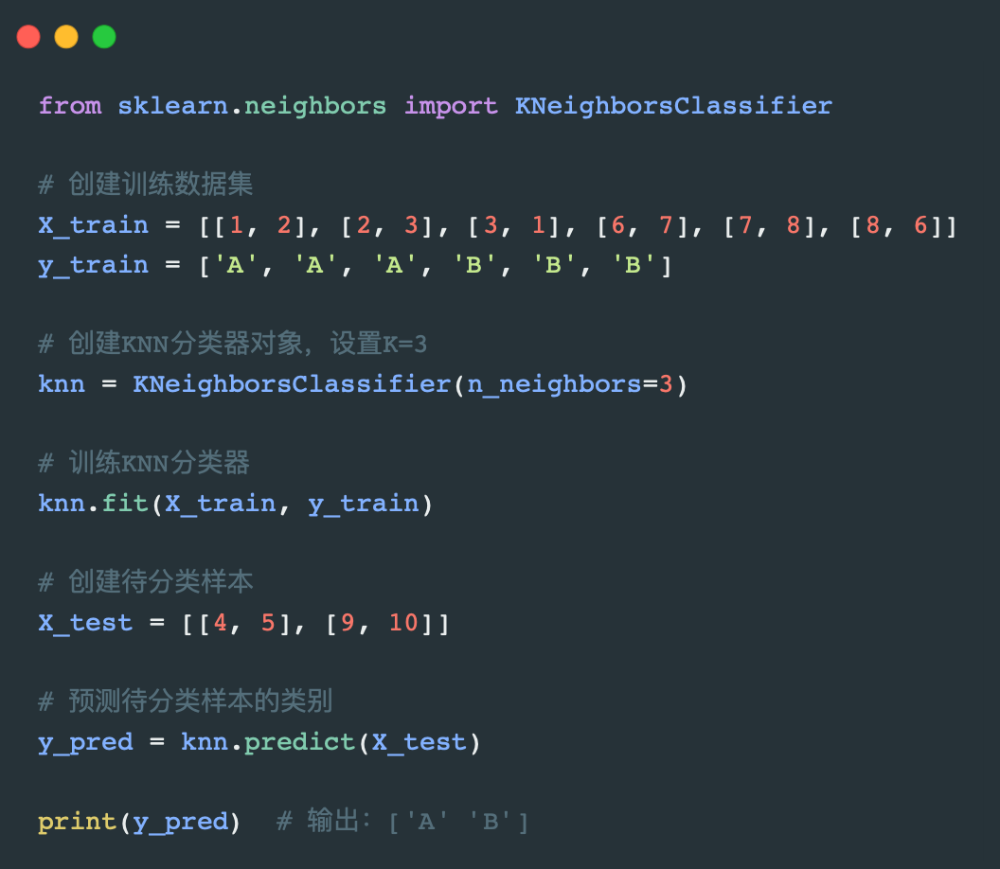 from sklearn.neighbors import KNeighborsClassifier
# 创建训练数据集
X_train = [[1, 2], [2, 3], [3, 1], [6, 7], [7, 8], [8, 6]]
y_train = ['A', 'A', 'A', 'B', 'B', 'B']
# 创建KNN分类器对象，设置K=3
knn = KNeighborsClassifier(n_neighbors=3)
# 训练KNN分类器
knn.fit(X_train, y_train)
# 创建待分类样本
X_test = [[4, 5], [9, 10]]
# 预测待分类样本的类别
y_pred = knn.predict(X_test)
print(y_pred)  # 输出：['A' 'B']